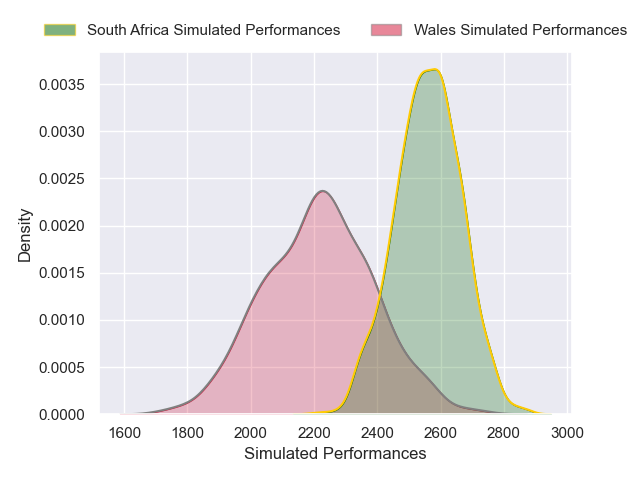 South Africa Simulated Performances Wales Simulated Performances
0.0035
0.0030
0.0025
0.0020
0.0015
0.0010
0.0005
0.0000
Density
1600 1800 2000 2200 2400 2600 2800 3000
Simulated Performances